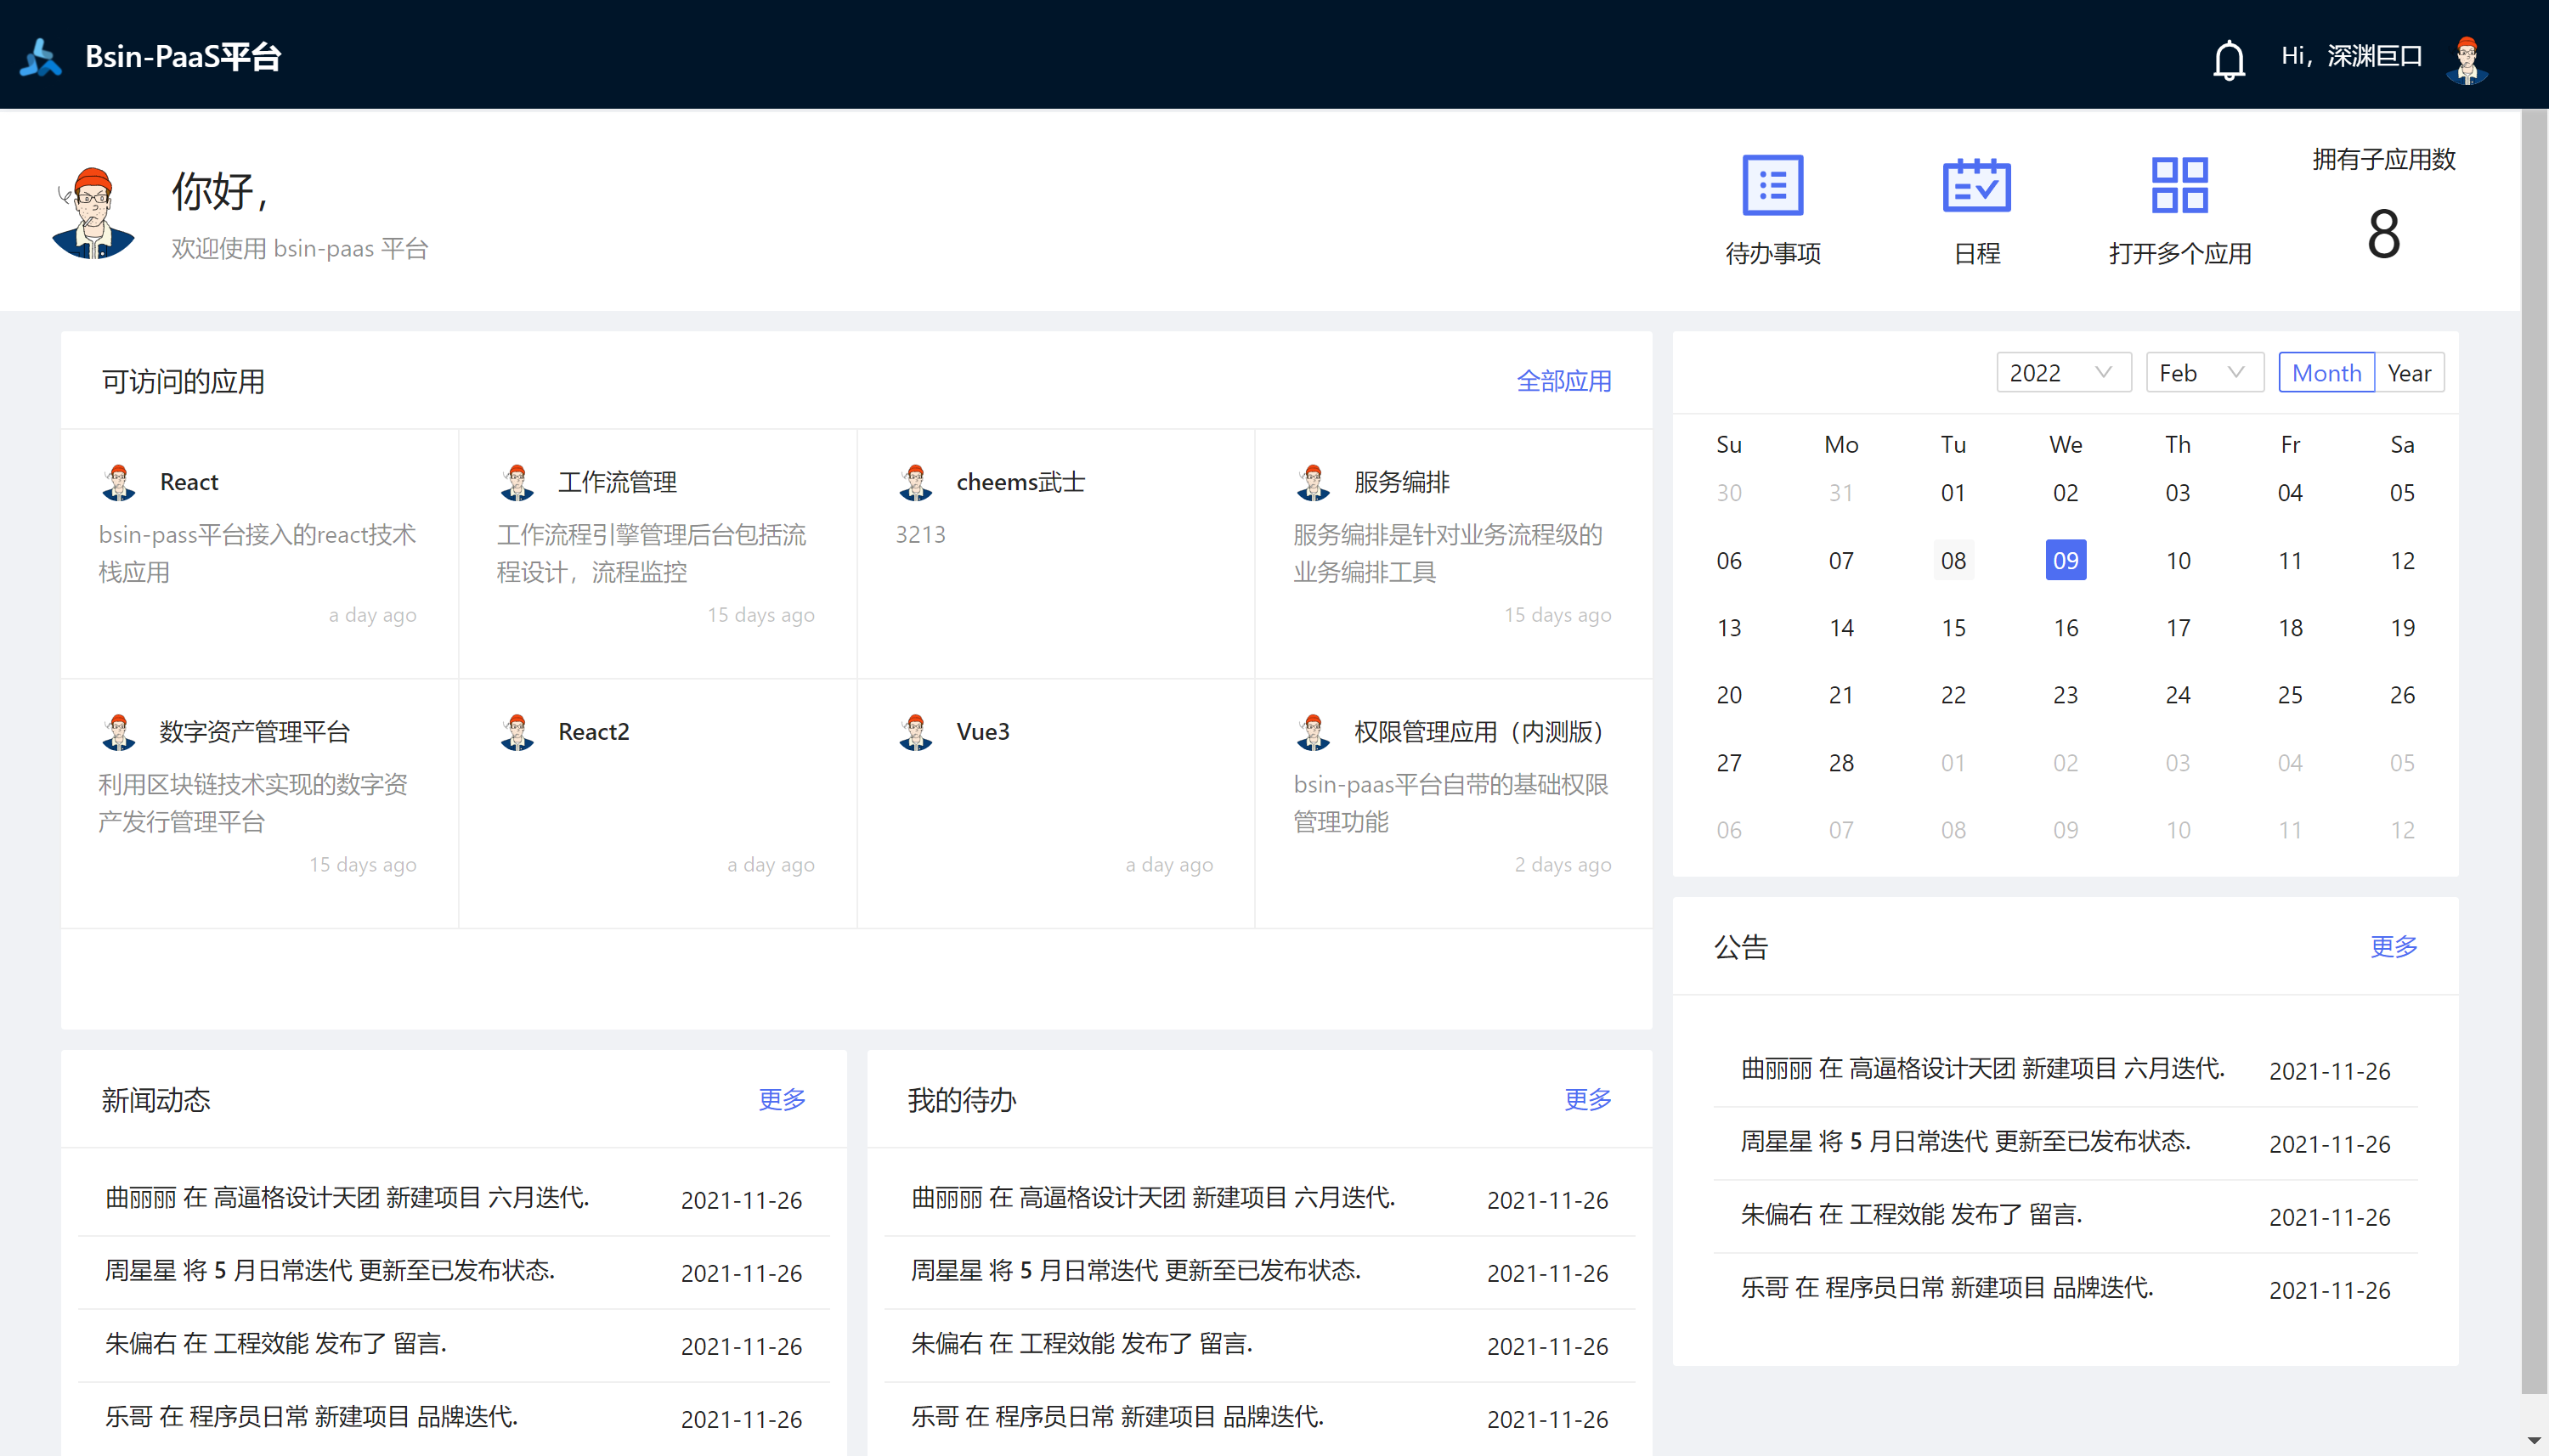 Bsin-PaaS平台
Hi，深渊巨口
你好，
欢迎使用 bsin-paas 平台
待办事项
日程
打开多个应用
拥有子应用数
8
可访问的应用
全部应用
React
bsin-pass平台接入的react技术
栈应用
a day ago
工作流管理
工作流程引擎管理后台包括流
程设计，流程监控
15 days ago
cheems武士
3213
服务编排
服务编排是针对业务流程级的
业务编排工具
15 days ago
数字资产管理平台
利用区块链技术实现的数字资
产发行管理平台
15 days ago
React2
a day ago
Vue3
a day ago
权限管理应用（内测版）
bsin-paas平台自带的基础权限
管理功能
2 days ago
2022 Feb Month Year
Su Mo Tu We Th Fr Sa
30 31 01 02 03 04 05
06 07 08 09 10 11 12
13 14 15 16 17 18 19
20 21 22 23 24 25 26
27 28 01 02 03 04 05
06 07 08 09 10 11 12
公告
更多
曲丽丽 在 高逼格设计天团 新建项目 六月迭代. 2021-11-26
周星星 将 5 月日常迭代 更新至已发布状态. 2021-11-26
朱偏右 在 工程效能 发布了 留言. 2021-11-26
乐哥 在 程序员日常 新建项目 品牌迭代. 2021-11-26
新闻动态
更多
曲丽丽 在 高逼格设计天团 新建项目 六月迭代. 2021-11-26
周星星 将 5 月日常迭代 更新至已发布状态. 2021-11-26
朱偏右 在 工程效能 发布了 留言. 2021-11-26
乐哥 在 程序员日常 新建项目 品牌迭代. 2021-11-26
我的待办
更多
曲丽丽 在 高逼格设计天团 新建项目 六月迭代. 2021-11-26
周星星 将 5 月日常迭代 更新至已发布状态. 2021-11-26
朱偏右 在 工程效能 发布了 留言. 2021-11-26
乐哥 在 程序员日常 新建项目 品牌迭代. 2021-11-26